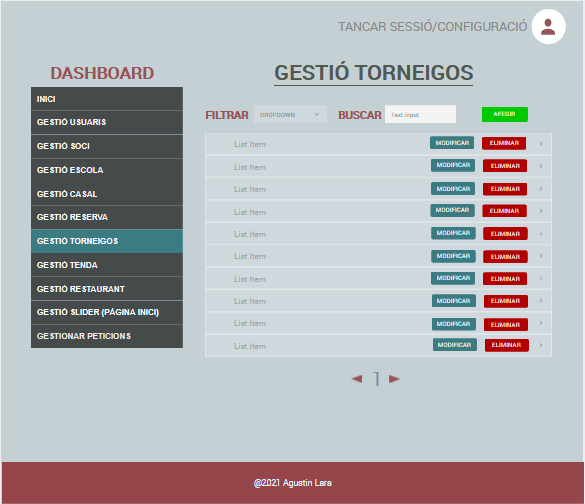 TANCAR SESSIÓ/CONFIGURACIÓ
DASHBOARD
INICI
GESTIÓ USUARIS
GESTIÓ SOCI
GESTIÓ ESCOLA
GESTIÓ CASAL
GESTIÓ RESERVA
GESTIÓ TORNEIGOS
GESTIÓ TENDA
GESTIÓ RESTAURANT
GESTIÓ SLIDER (PÁGINA INICI)
GESTIONAR PETICIONS
GESTIÓ TORNEIGOS
FILTRAR DROPDOWN BUSCAR Text input AFEGIR
List Item MODIFICAR ELIMINAR
List Item MODIFICAR ELIMINAR
List Item MODIFICAR ELIMINAR
List Item MODIFICAR ELIMINAR
List Item MODIFICAR ELIMINAR
List Item MODIFICAR ELIMINAR
List Item MODIFICAR ELIMINAR
List Item MODIFICAR ELIMINAR
List Item MODIFICAR ELIMINAR
List Item MODIFICAR ELIMINAR
1
@2021 Agustin Lara